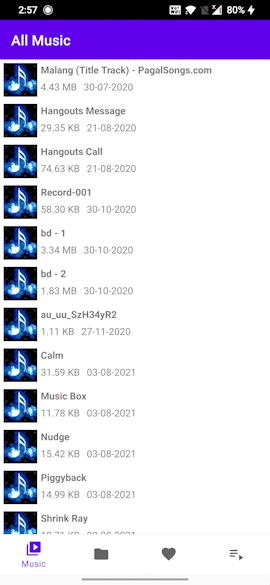 2:57
80%
All Music
Malang (Title Track) - PagalSongs.com
4.43 MB 30-07-2020
Hangouts Message
29.35 KB 21-08-2020
Hangouts Call
74.63 KB 21-08-2020
Record-001
58.30 KB 30-10-2020
bd - 1
3.34 MB 30-10-2020
bd - 2
1.83 MB 30-10-2020
au_uu_SzH34yR2
1.11 KB 27-11-2020
Calm
31.59 KB 03-08-2021
Music Box
11.78 KB 03-08-2021
Nudge
15.42 KB 03-08-2021
Piggyback
14.99 KB 03-08-2021
Shrink Ray
Music